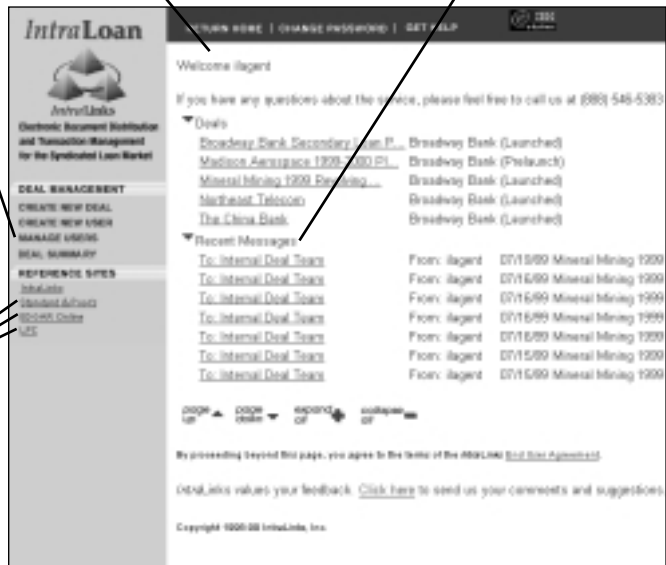 IntraLoan
RETURN HOME | CHANGE PASSWORD | GET HELP
IntraLinks
Electronic Document Distribution
and Transaction Management
for the Syndicated Loan Market
DEAL MANAGEMENT
CREATE NEW DEAL
CREATE NEW USER
MANAGE USERS
DEAL SUMMARY
REFERENCE SITES
IntraLinks
Standard & Poor's
EDGAR Online
LPC
Welcome ilagent
If you have any questions about the service, please feel free to call us at (888) 546-5383
Deals
Broadway Bank Secondary Loan P... Broadway Bank (Launched)
Madison Aerospace 1999-2000 Pl... Broadway Bank (Prelaunch)
Mineral Mining 1999 Revolving ... Broadway Bank (Launched)
Northeast Telecom Broadway Bank (Launched)
The China Bank Broadway Bank (Launched)
Recent Messages
To: Internal Deal Team From: ilagent 07/19/99 Mineral Mining 1999
To: Internal Deal Team From: ilagent 07/16/99 Mineral Mining 1999
To: Internal Deal Team From: ilagent 07/16/99 Mineral Mining 1999
To: Internal Deal Team From: ilagent 07/16/99 Mineral Mining 1999
To: Internal Deal Team From: ilagent 07/16/99 Mineral Mining 1999
To: Internal Deal Team From: ilagent 07/15/99 Mineral Mining 1999
To: Internal Deal Team From: ilagent 07/15/99 Mineral Mining 1999
page up page down expand all collapse all
By proceeding beyond this page, you agree to the terms of the IntraLinks End User Agreement.
IntraLinks values your feedback. Click here to send us your comments and suggestions.
Copyright IntraLinks, Inc.